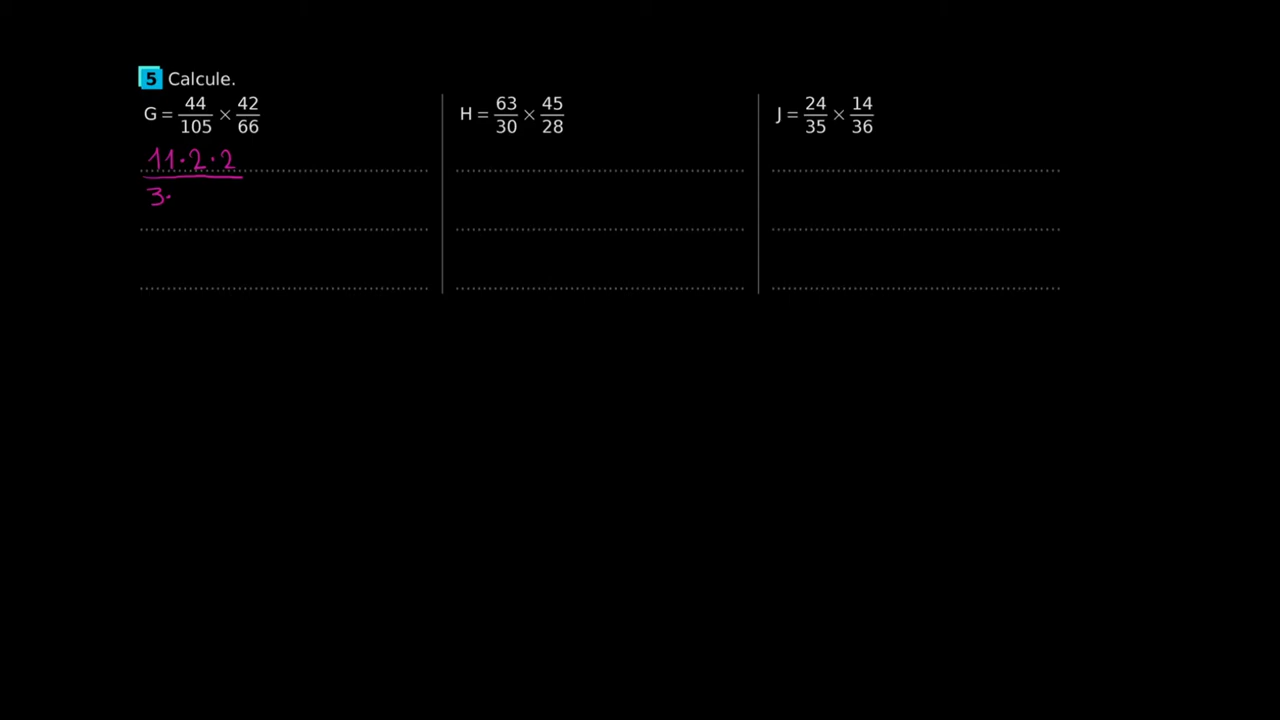 5 Calcule.
G = 44/105 × 42/66
11·2·2
3·
H = 63/30 × 45/28
J = 24/35 × 14/36